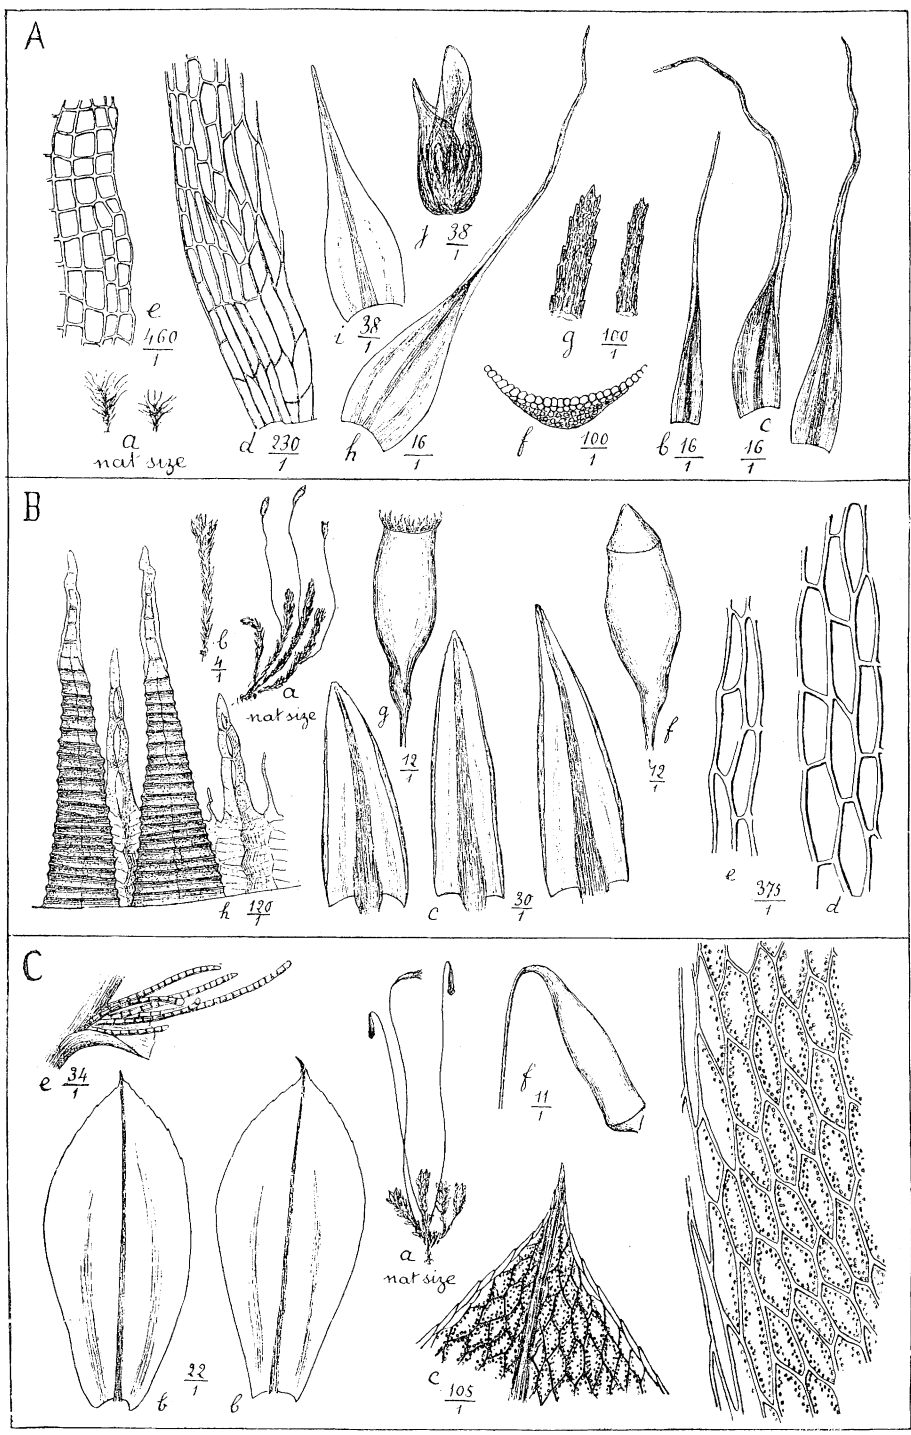 A
j 38/1
i 38/1
e 460/1
g 100/1
a
nat size
d 230/1
h 16/1
f 100/1
b 16/1
c 16/1
B
b 4/1
a
nat size
g 12/1
f 12/1
h 120/1
c 30/1
e 375/1 d
C
e 34/1
f 11/1
a
nat size
b 22/1 b
c 105/1